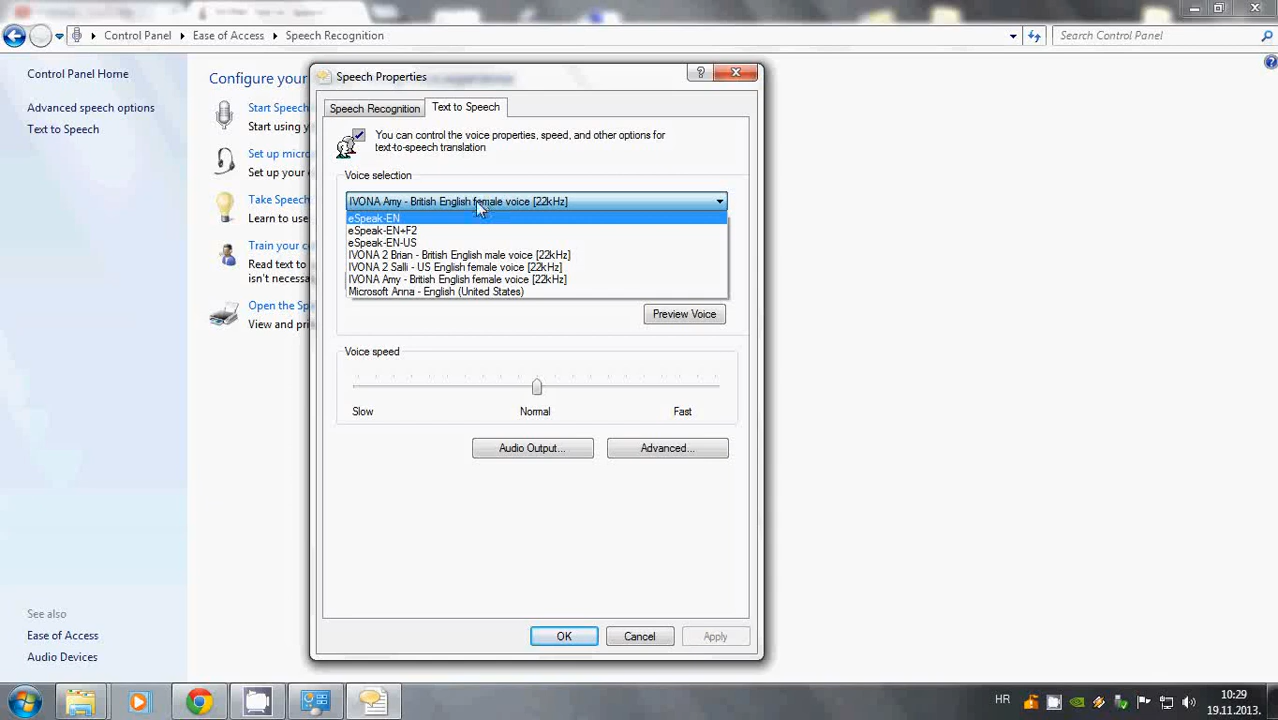 Control Panel
Ease of Access
Speech Recognition
Search Control Panel
Control Panel Home
Advanced speech options
Text to Speech
Configure your
Start Speech
Start using y
Set up micro
Set up your
Take Speech
Learn to use
Train your co
Read text to
isn't necessa
Open the Sp
View and pri
See also
Ease of Access
Audio Devices
Speech Properties
?
Speech Recognition
Text to Speech
You can control the voice properties, speed, and other options for
text-to-speech translation
Voice selection
IVONA Amy - British English female voice [22kHz]
eSpeak-EN
eSpeak-EN+F2
eSpeak-EN-US
IVONA 2 Brian - British English male voice [22kHz]
IVONA 2 Salli - US English female voice [22kHz]
IVONA Amy - British English female voice [22kHz]
Microsoft Anna - English (United States)
Preview Voice
Voice speed
Slow
Normal
Fast
Audio Output...
Advanced...
OK
Cancel
Apply
HR
10:29
19.11.2013.